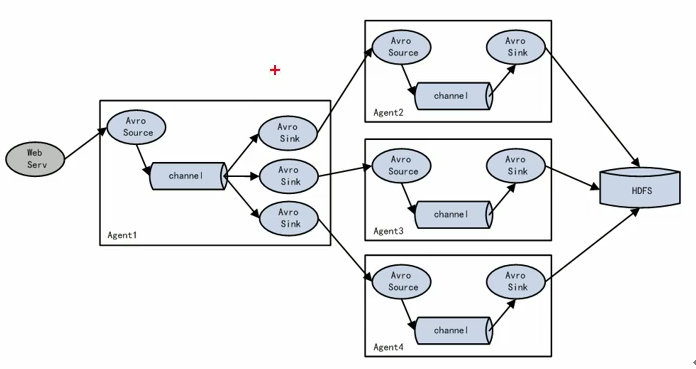 Web
Serv
Avro
Source
channel
Avro
Sink
Avro
Sink
Avro
Sink
Agent1
Avro
Source
channel
Avro
Sink
Agent2
Avro
Source
channel
Avro
Sink
Agent3
Avro
Source
channel
Avro
Sink
Agent4
HDFS